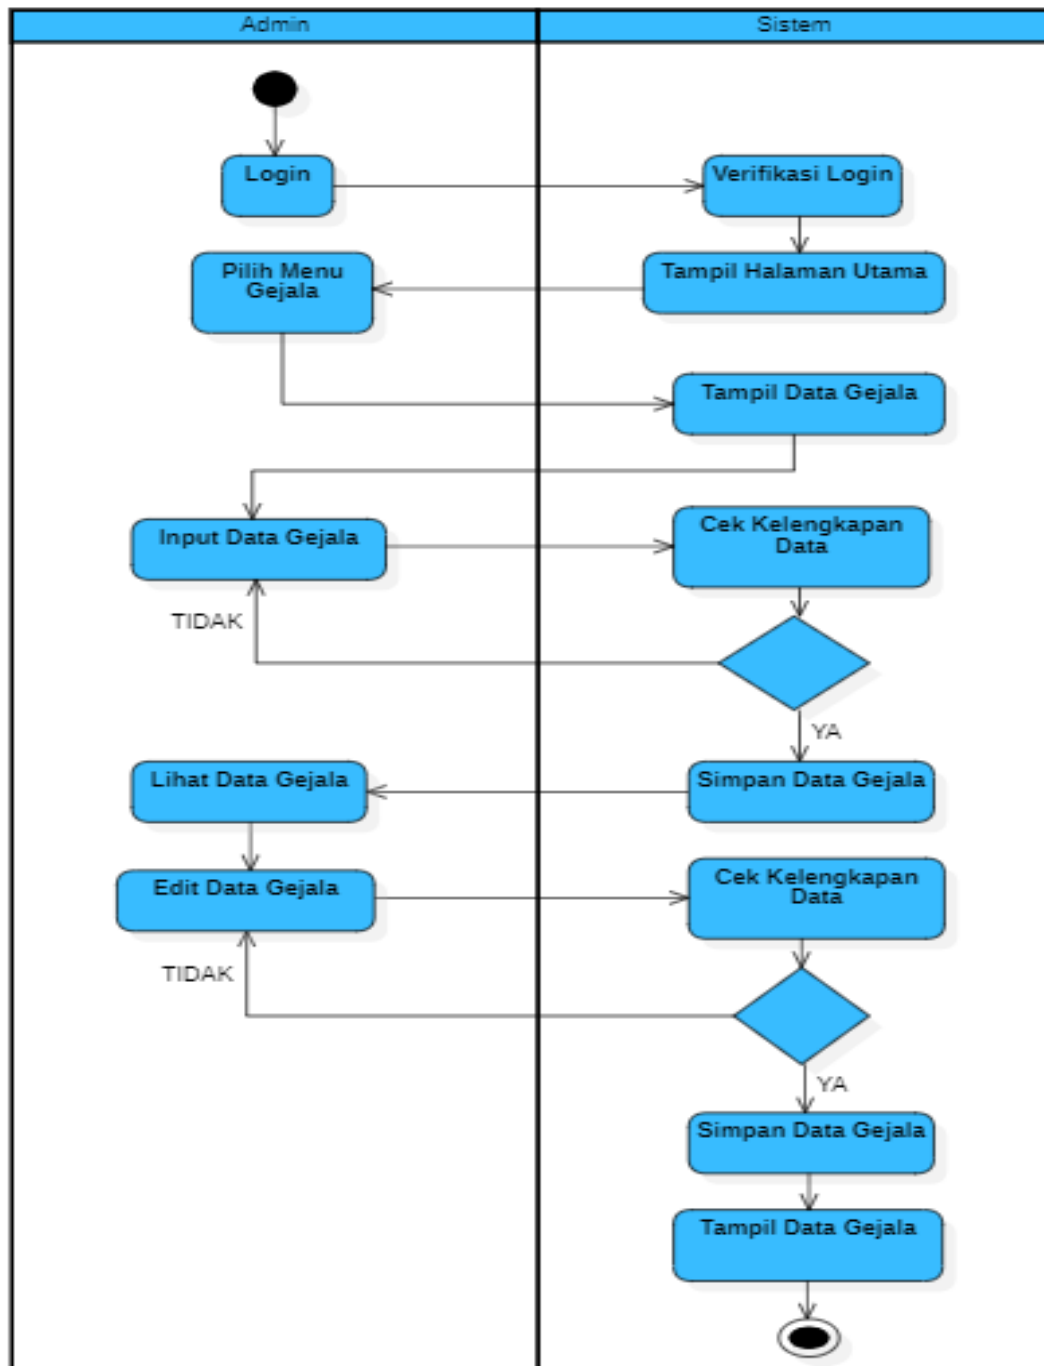 Admin
Sistem
Login
Verifikasi Login
Pilih Menu
Gejala
Tampil Halaman Utama
Tampil Data Gejala
Input Data Gejala
Cek Kelengkapan
Data
TIDAK
YA
Lihat Data Gejala
Simpan Data Gejala
Edit Data Gejala
Cek Kelengkapan
Data
TIDAK
YA
Simpan Data Gejala
Tampil Data Gejala